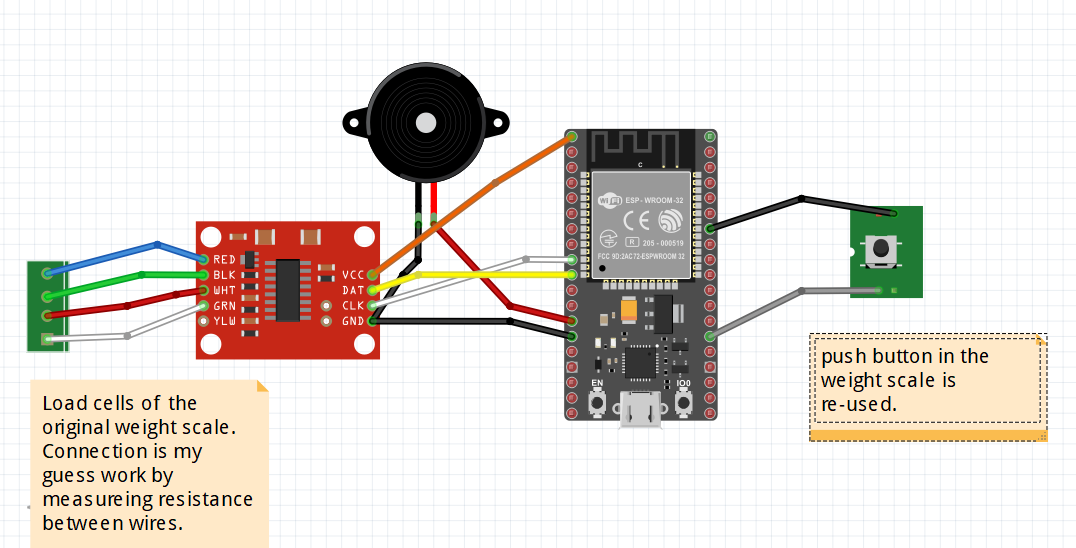 C
WiFi ESP - WROOM -32
CE
R 205 - 000519
FCC 9D:2AC72-ESPWROOM 32
RED
BLK
WHT
GRN
YLW
VCC
DAT
CLK
GND
EN
IO0
push button in the
weight scale is
re-used.
Load cells of the
original weight scale.
Connection is my
guess work by
measureing resistance
between wires.